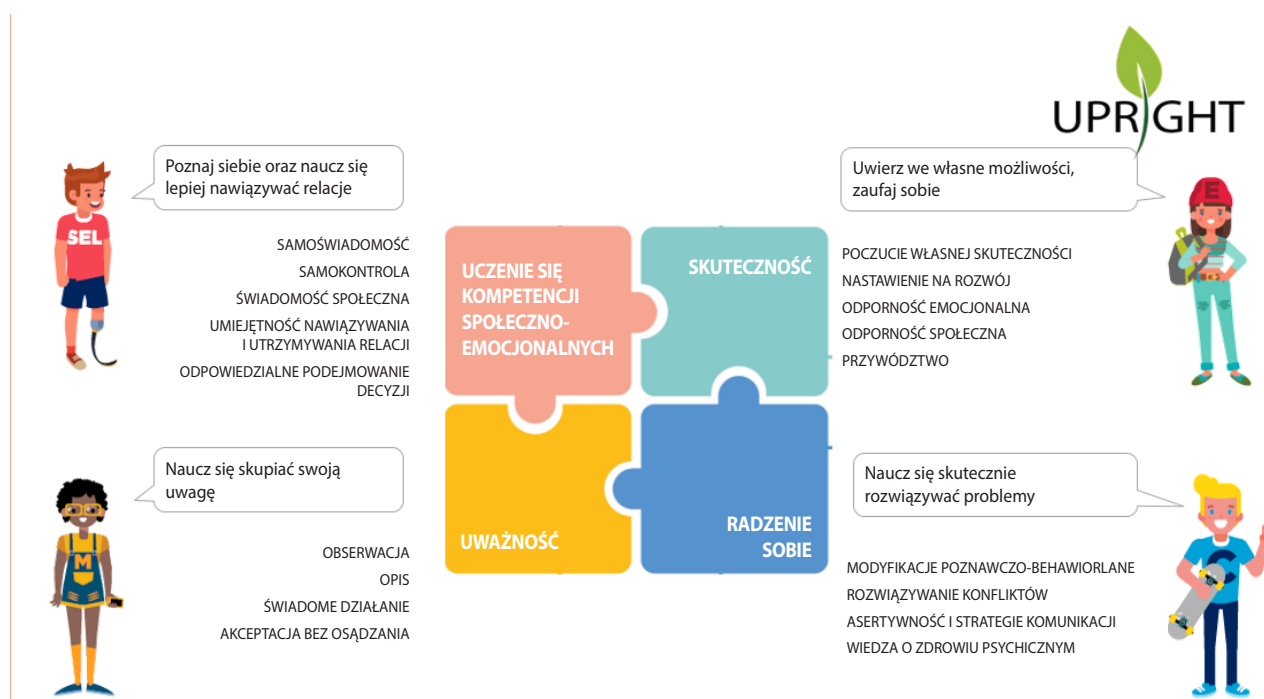 UPRIGHT
Poznaj siebie oraz naucz się
lepiej nawiązywać relacje
SEL
SAMOŚWIADOMOŚĆ
SAMOKONTROLA
ŚWIADOMOŚĆ SPOŁECZNA
UMIEJĘTNOŚĆ NAWIĄZYWANIA
I UTRZYMYWANIA RELACJI
ODPOWIEDZIALNE PODEJMOWANIE
DECYZJI
UCZENIE SIĘ
KOMPETENCJI
SPOŁECZNO-
EMOCJONALNYCH
SKUTECZNOŚĆ
Uwierz we własne możliwości,
zaufaj sobie
E
POCZUCIE WŁASNEJ SKUTECZNOŚCI
NASTAWIENIE NA ROZWÓJ
ODPORNOŚĆ EMOCJONALNA
ODPORNOŚĆ SPOŁECZNA
PRZYWÓDZTWO
Naucz się skupiać swoją
uwagę
M
OBSERWACJA
OPIS
ŚWIADOME DZIAŁANIE
AKCEPTACJA BEZ OSĄDZANIA
UWAŻNOŚĆ
RADZENIE
SOBIE
Naucz się skutecznie
rozwiązywać problemy
C
MODYFIKACJE POZNAWCZO-BEHAWIORLANE
ROZWIĄZYWANIE KONFLIKTÓW
ASERTYWNOŚĆ I STRATEGIE KOMUNIKACJI
WIEDZA O ZDROWIU PSYCHICZNYM